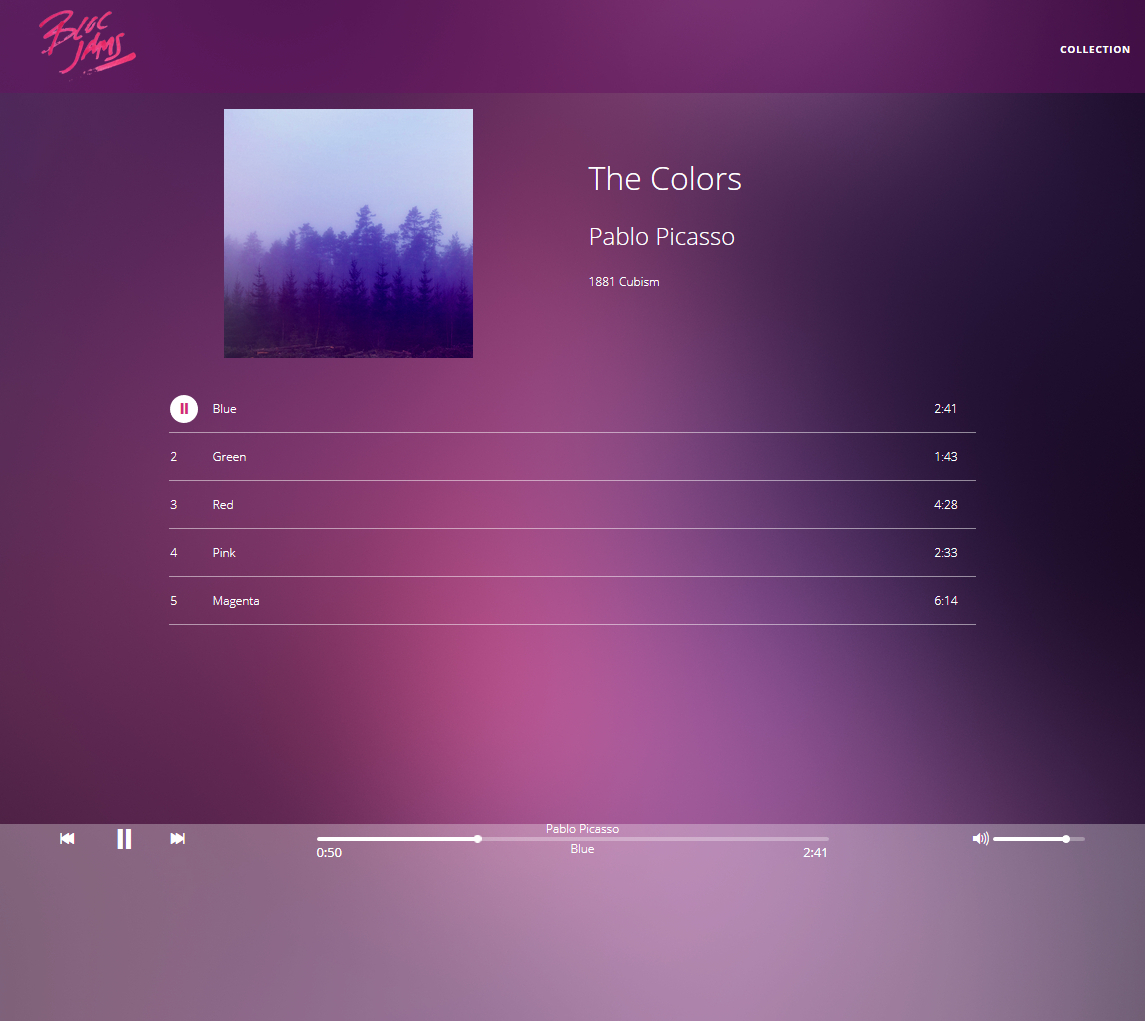 BLOC
JAMS
COLLECTION
The Colors
Pablo Picasso
1881 Cubism
Blue 2:41
2 Green 1:43
3 Red 4:28
4 Pink 2:33
5 Magenta 6:14
Pablo Picasso
Blue
0:50 2:41